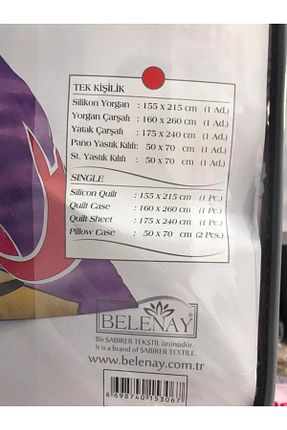 TEK KİŞİLİK
Silikon Yorgan : 155 x 215 cm (1 Ad.)
Yorgan Çarşafı : 160 x 260 cm (1 Ad.)
Yatak Çarşafı : 175 x 240 cm (1 Ad.)
Pano Yastık Kılıfı: 50 x 70 cm (1 Ad.)
St. Yastık Kılıfı : 50 x 70 cm (1 Ad.)
SINGLE
Silicon Quilt : 155 x 215 cm (1 Pc.)
Quilt Case : 160 x 260 cm (1 Pc.)
Quilt Sheet : 175 x 240 cm (1 Pc.)
Pillow Case : 50 x 70 cm (2 Pcs.)
BELENAY
Bir SABIRER TEKSTİL ürünüdür.
It is a brand of SABIRER TEXTILE.
www.belenay.com.tr
8 698740 153067